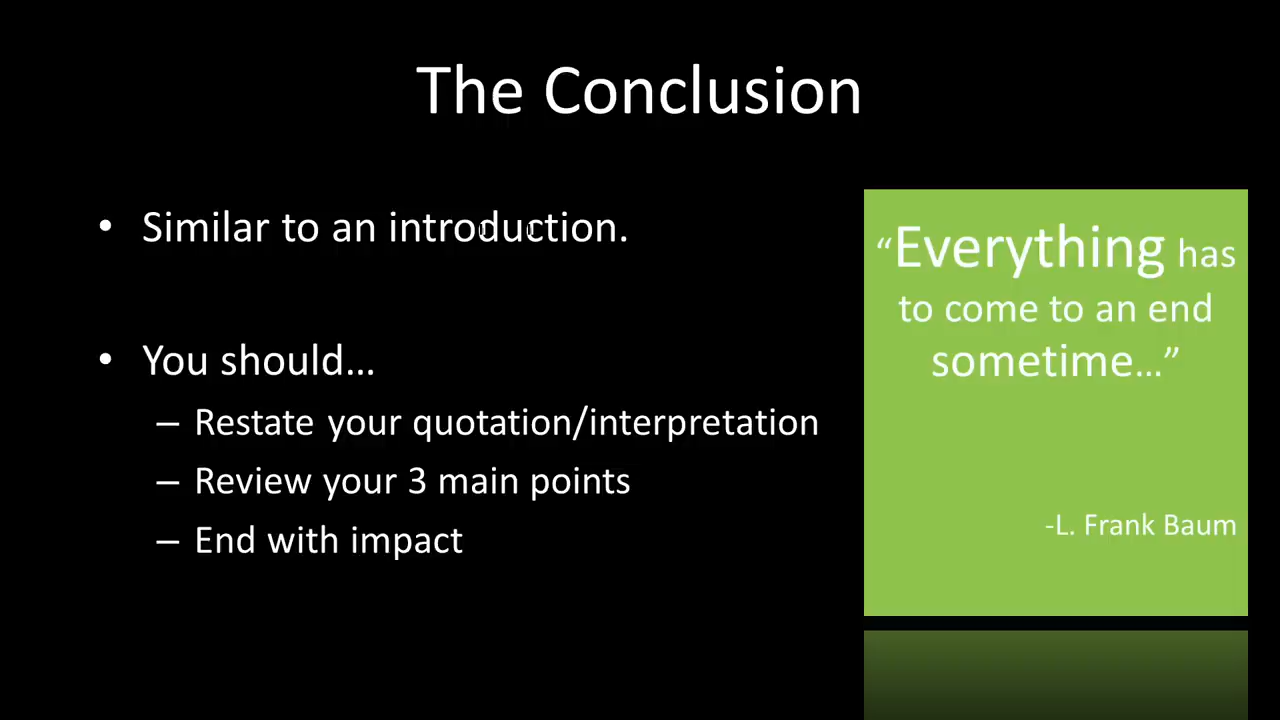 The Conclusion
• Similar to an introduction.
• You should…
– Restate your quotation/interpretation
– Review your 3 main points
– End with impact
“Everything has
to come to an end
sometime…”
-L. Frank Baum